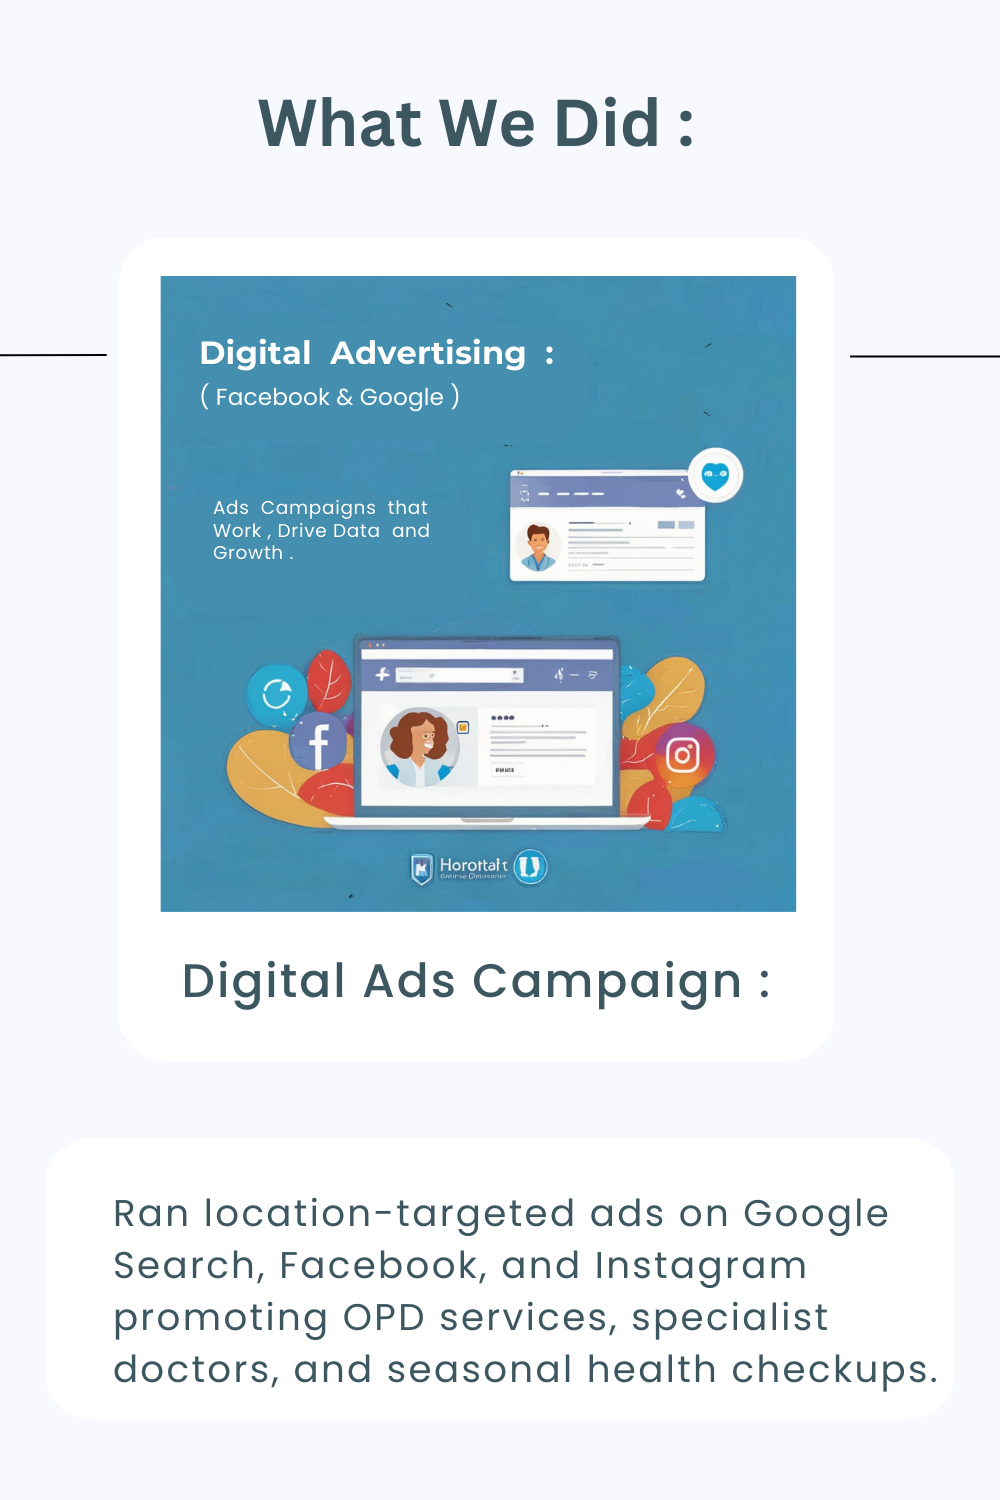 What We Did :
Digital Advertising :
( Facebook & Google )
Ads Campaigns that
Work , Drive Data and
Growth .
Horottaft
Digital Ads Campaign :
Ran location-targeted ads on Google
Search, Facebook, and Instagram
promoting OPD services, specialist
doctors, and seasonal health checkups.